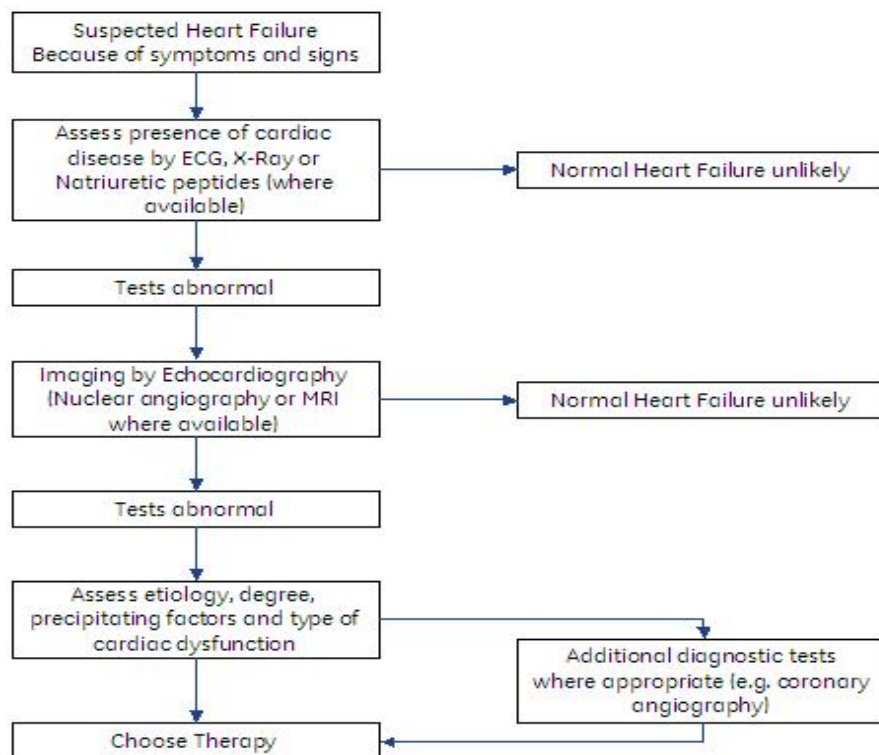 Suspected Heart Failure
Because of symptoms and signs
Assess presence of cardiac
disease by ECG, X-Ray or
Natriuretic peptides (where
available)
Normal Heart Failure unlikely
Tests abnormal
Imaging by Echocardiography
(Nuclear angiography or MRI
where available)
Normal Heart Failure unlikely
Tests abnormal
Assess etiology, degree,
precipitating factors and type of
cardiac dysfunction
Additional diagnostic tests
where appropriate (e.g. coronary
angiography)
Choose Therapy